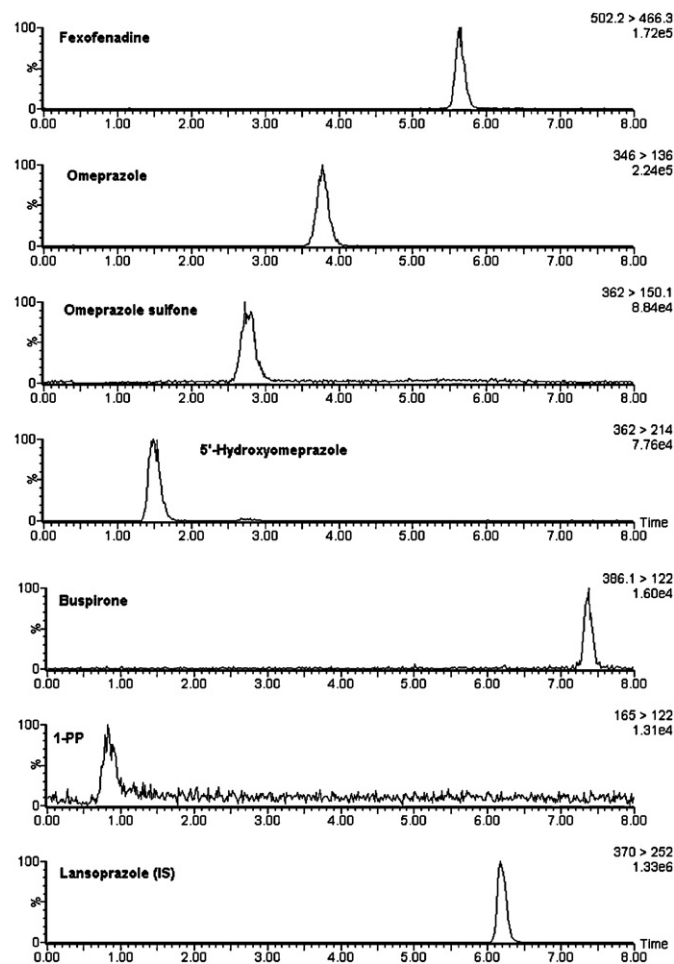 502.2 > 466.3
1.72e5
Fexofenadine
100
%
0
0.00 1.00 2.00 3.00 4.00 5.00 6.00 7.00 8.00
346 > 136
2.24e5
Omeprazole
100
%
0
0.00 1.00 2.00 3.00 4.00 5.00 6.00 7.00 8.00
362 > 150.1
8.84e4
Omeprazole sulfone
100
%
0
0.00 1.00 2.00 3.00 4.00 5.00 6.00 7.00 8.00
362 > 214
7.76e4
5'-Hydroxyomeprazole
100
%
0 Time
0.00 1.00 2.00 3.00 4.00 5.00 6.00 7.00 8.00
386.1 > 122
1.60e4
Buspirone
100
%
0
0.00 1.00 2.00 3.00 4.00 5.00 6.00 7.00 8.00
165 > 122
1.31e4
1-PP
100
%
0
0.00 1.00 2.00 3.00 4.00 5.00 6.00 7.00 8.00
370 > 252
1.33e6
Lansoprazole (IS)
100
%
0 Time
0.00 1.00 2.00 3.00 4.00 5.00 6.00 7.00 8.00